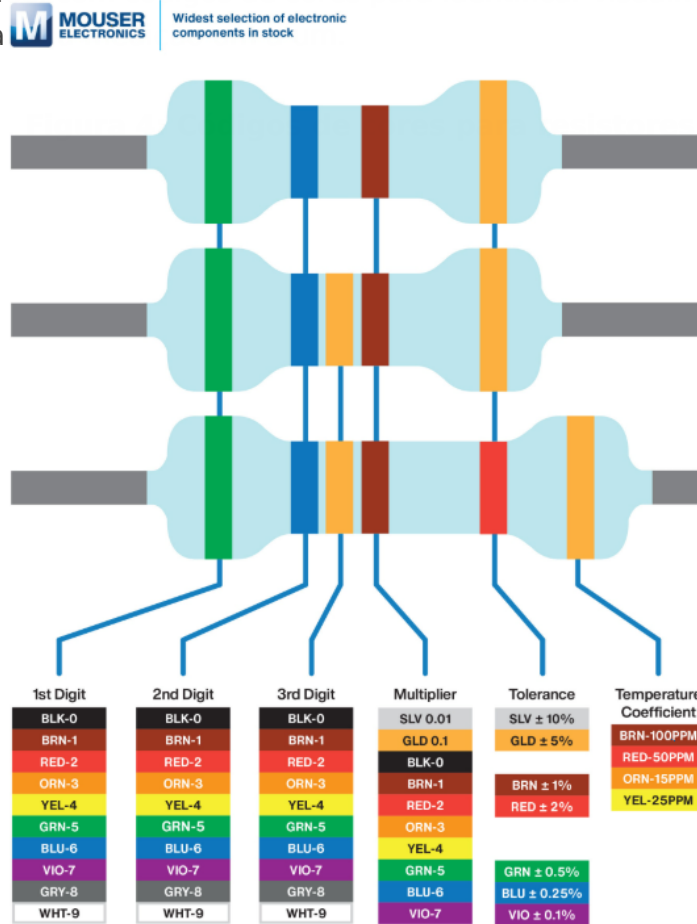 M MOUSER ELECTRONICS
Widest selection of electronic
components in stock
1st Digit
BLK-0
BRN-1
RED-2
ORN-3
YEL-4
GRN-5
BLU-6
VIO-7
GRY-8
WHT-9
2nd Digit
BLK-0
BRN-1
RED-2
ORN-3
YEL-4
GRN-5
BLU-6
VIO-7
GRY-8
WHT-9
3rd Digit
BLK-0
BRN-1
RED-2
ORN-3
YEL-4
GRN-5
BLU-6
VIO-7
GRY-8
WHT-9
Multiplier
SLV 0.01
GLD 0.1
BLK-0
BRN-1
RED-2
ORN-3
YEL-4
GRN-5
BLU-6
VIO-7
Tolerance
SLV ± 10%
GLD ± 5%
BRN ± 1%
RED ± 2%
GRN ± 0.5%
BLU ± 0.25%
VIO ± 0.1%
Temperature
Coefficient
BRN-100PPM
RED-50PPM
ORN-15PPM
YEL-25PPM